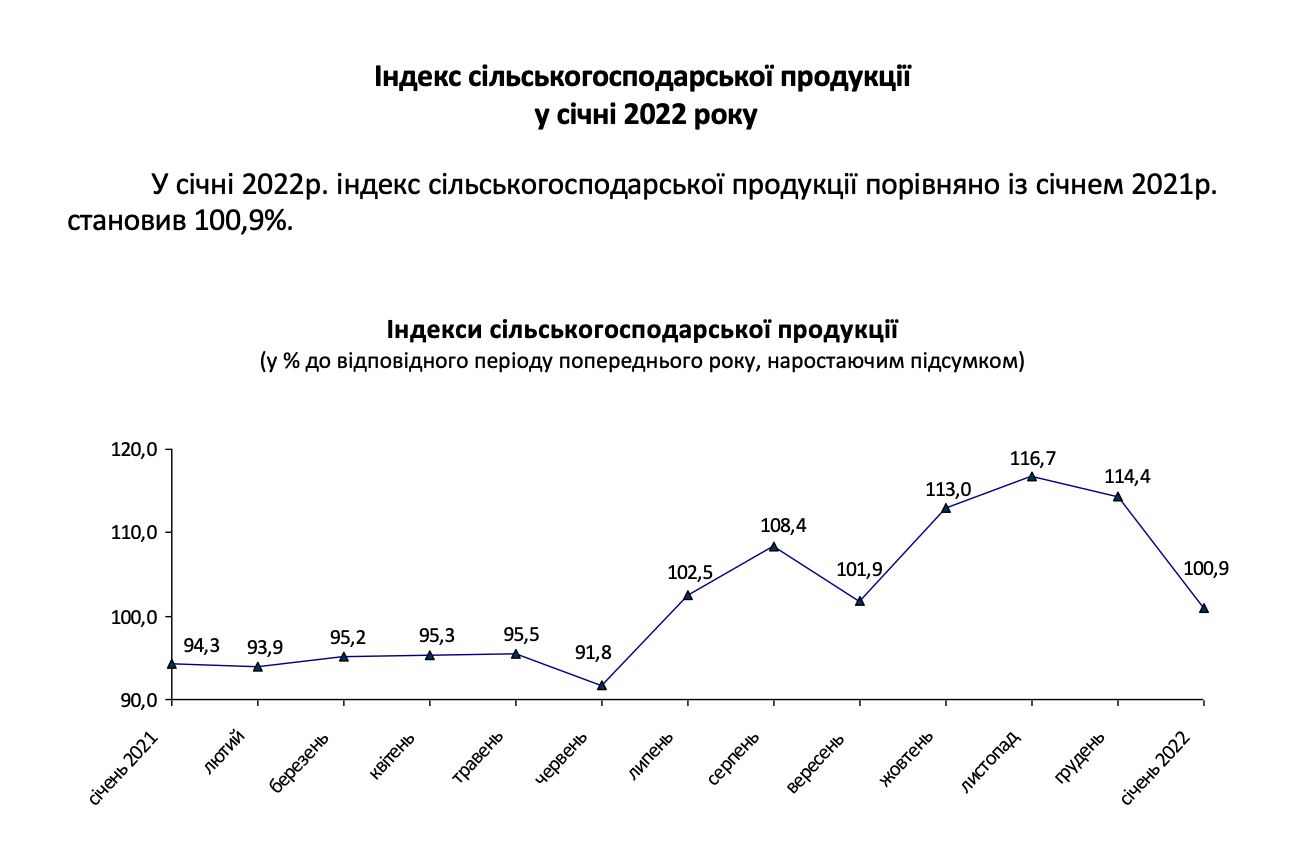 Індекс сільськогосподарської продукції
у січні 2022 року
У січні 2022р. індекс сільськогосподарської продукції порівняно із січнем 2021р.
становив 100,9%.
Індекси сільськогосподарської продукції
(у % до відповідного періоду попереднього року, наростаючим підсумком)
120,0
110,0
100,0
90,0
94,3
93,9
95,2
95,3
95,5
91,8
102,5
108,4
101,9
113,0
116,7
114,4
100,9
січень 2021
лютий
березень
квітень
травень
червень
липень
серпень
вересень
жовтень
листопад
грудень
січень 2022